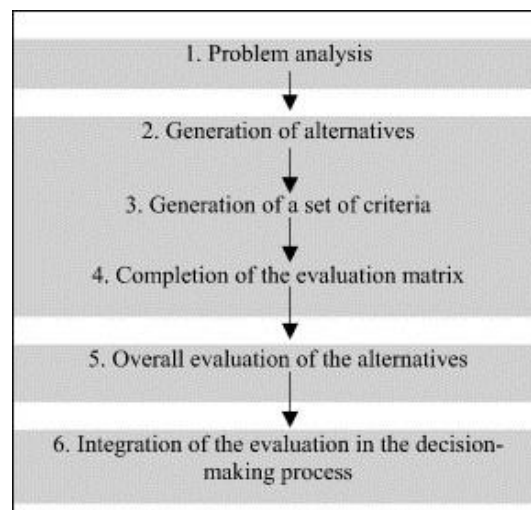 1. Problem analysis
2. Generation of alternatives
3. Generation of a set of criteria
4. Completion of the evaluation matrix
5. Overall evaluation of the alternatives
6. Integration of the evaluation in the decision-
making process